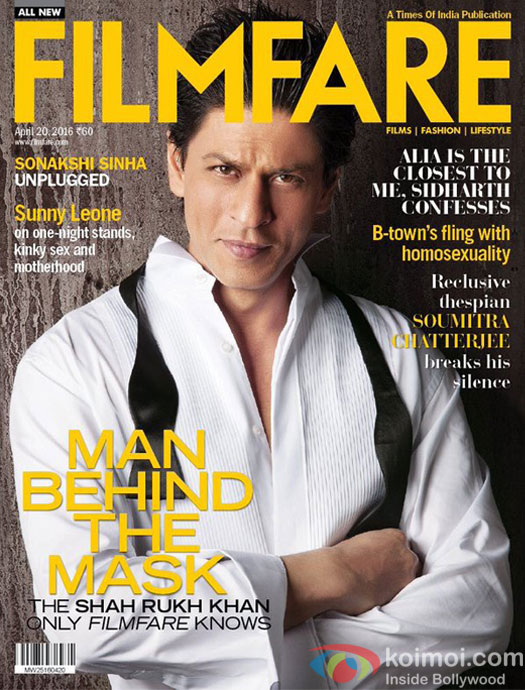 ALL NEW
A Times Of India Publication
FILMFARE
FILMS | FASHION | LIFESTYLE
April 20, 2016 ₹60
www.filmfare.com
SONAKSHI SINHA
UNPLUGGED
Sunny Leone
on one-night stands,
kinky sex and
motherhood
ALIA IS THE
CLOSEST TO
ME, SIDHARTH
CONFESSES
B-town's fling with
homosexuality
Reclusive
thespian
SOUMITRA
CHATTERJEE
breaks his
silence
MAN
BEHIND
THE
MASK
THE SHAH RUKH KHAN
ONLY FILMFARE KNOWS
MW25160420
koimoi.com
Inside Bollywood